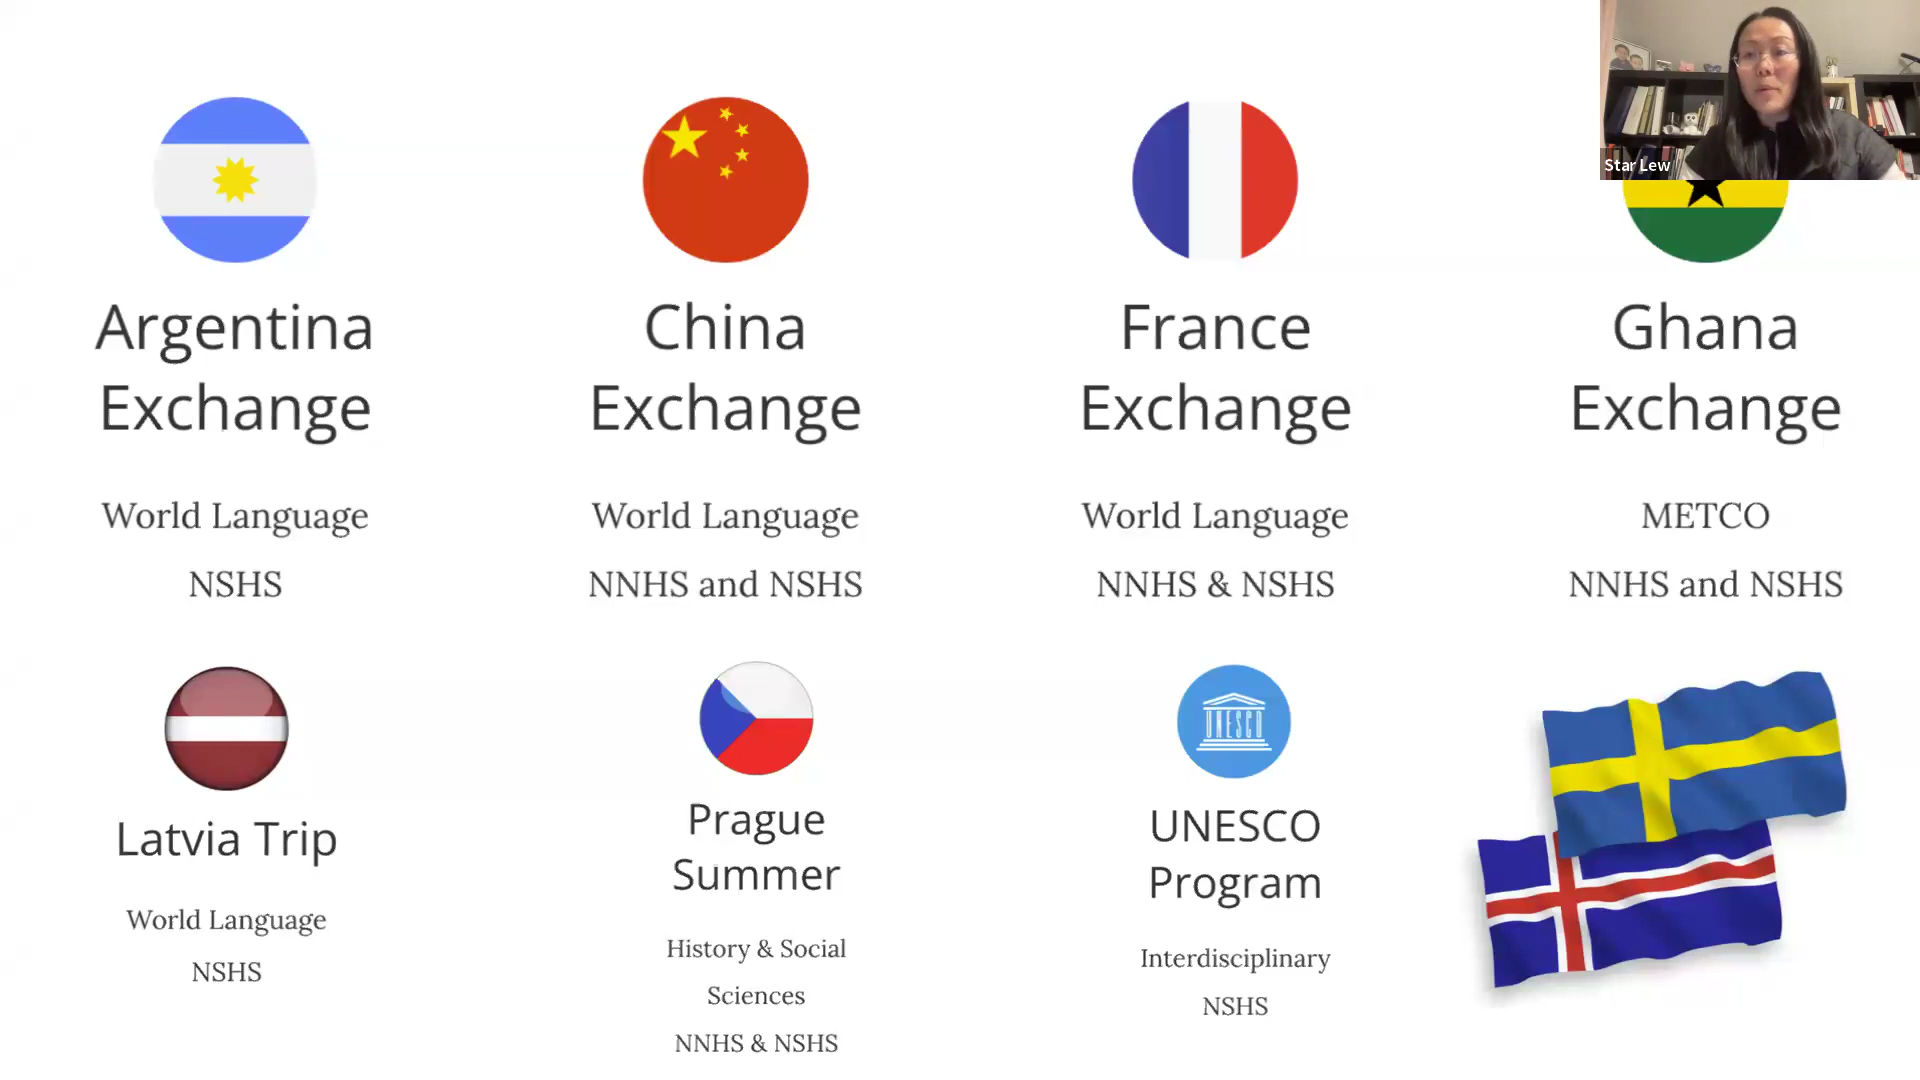 Star Lew
Argentina
Exchange
World Language
NSHS
China
Exchange
World Language
NNHS and NSHS
France
Exchange
World Language
NNHS & NSHS
Ghana
Exchange
METCO
NNHS and NSHS
Latvia Trip
World Language
NSHS
Prague
Summer
History & Social
Sciences
NNHS & NSHS
UNESCO
UNESCO
Program
Interdisciplinary
NSHS